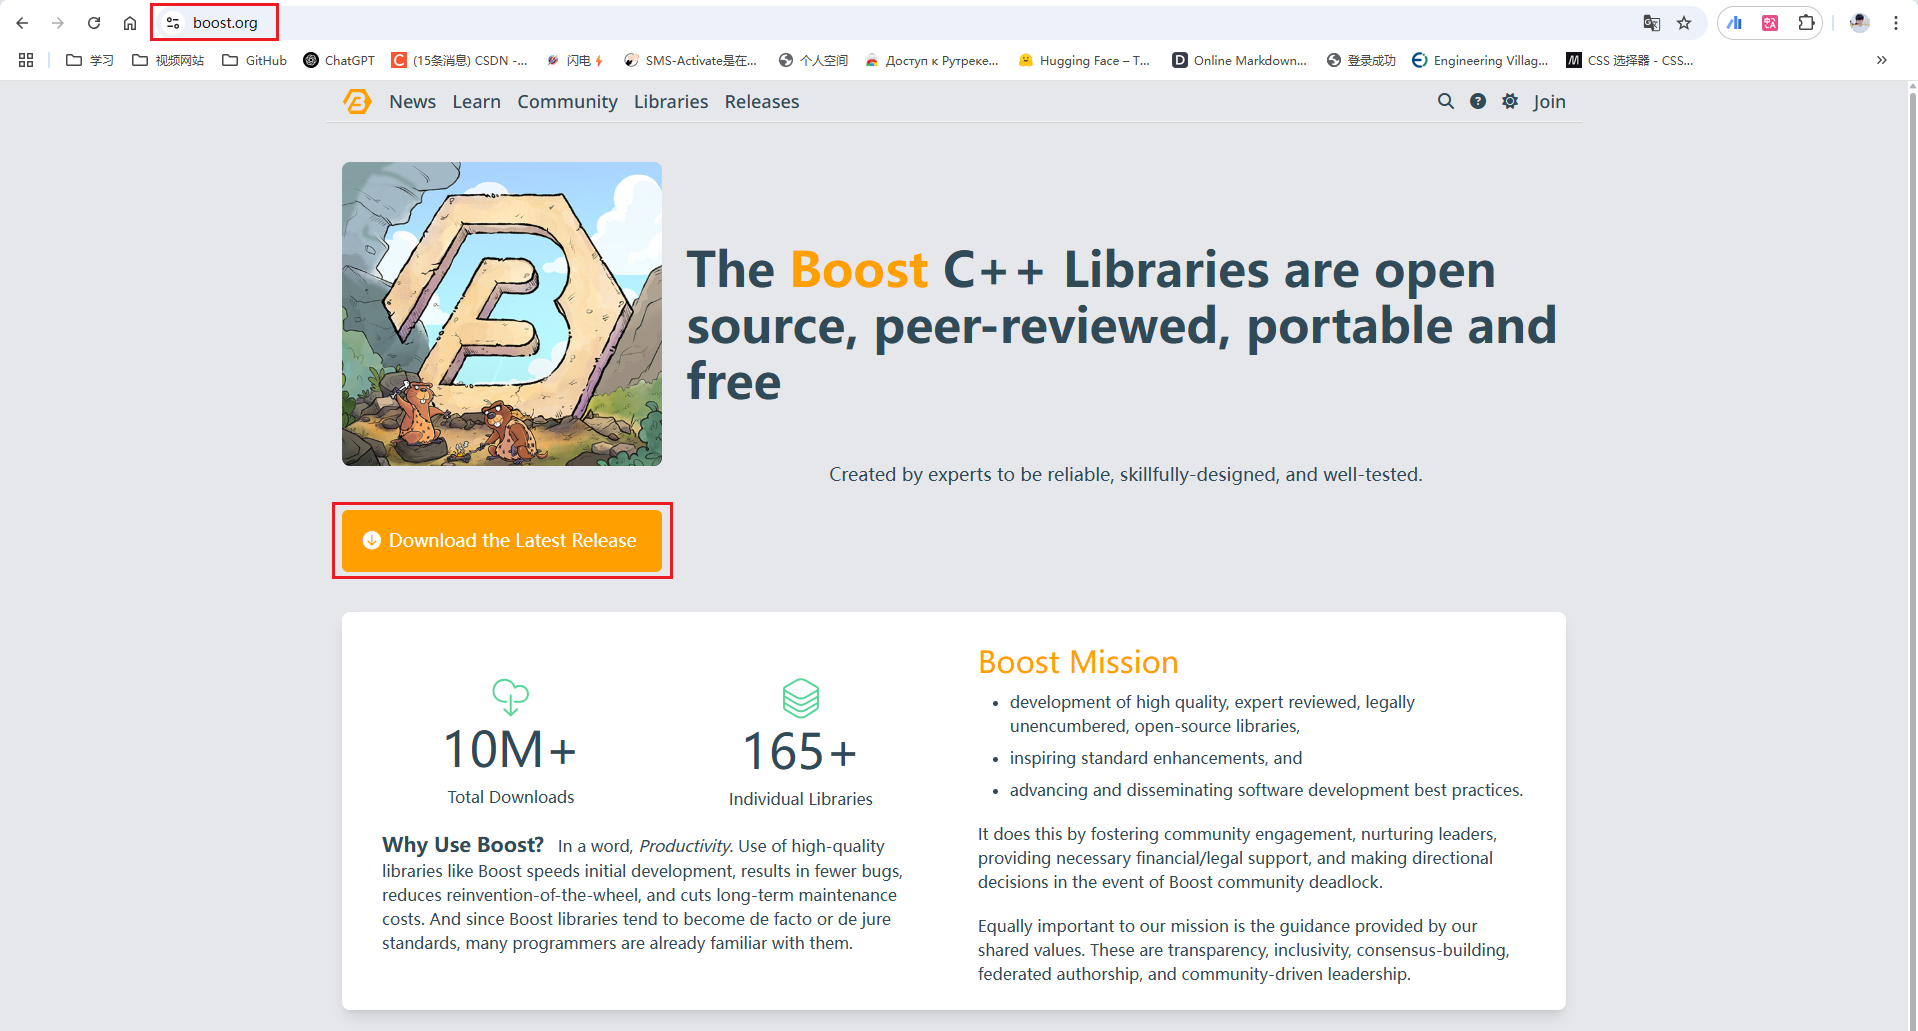 boost.org
学习
视频网站
GitHub
ChatGPT
(15条消息) CSDN -...
闪电⚡
SMS-Activate是在...
个人空间
Доступ к Рутреке...
Hugging Face – T...
Online Markdown...
登录成功
Engineering Villag...
CSS 选择器 - CSS...
News
Learn
Community
Libraries
Releases
Join
The Boost C++ Libraries are open
source, peer-reviewed, portable and
free
Created by experts to be reliable, skillfully-designed, and well-tested.
Download the Latest Release
10M+
Total Downloads
165+
Individual Libraries
Why Use Boost? In a word, Productivity. Use of high-quality
libraries like Boost speeds initial development, results in fewer bugs,
reduces reinvention-of-the-wheel, and cuts long-term maintenance
costs. And since Boost libraries tend to become de facto or de jure
standards, many programmers are already familiar with them.
Boost Mission
• development of high quality, expert reviewed, legally
unencumbered, open-source libraries,
• inspiring standard enhancements, and
• advancing and disseminating software development best practices.
It does this by fostering community engagement, nurturing leaders,
providing necessary financial/legal support, and making directional
decisions in the event of Boost community deadlock.
Equally important to our mission is the guidance provided by our
shared values. These are transparency, inclusivity, consensus-building,
federated authorship, and community-driven leadership.